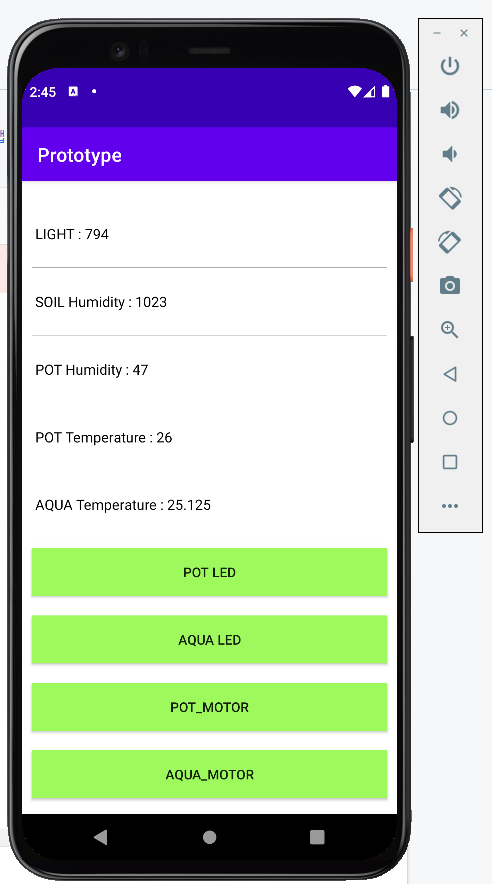 2:45
Prototype
LIGHT : 794
SOIL Humidity : 1023
POT Humidity : 47
POT Temperature : 26
AQUA Temperature : 25.125
POT LED
AQUA LED
POT_MOTOR
AQUA_MOTOR